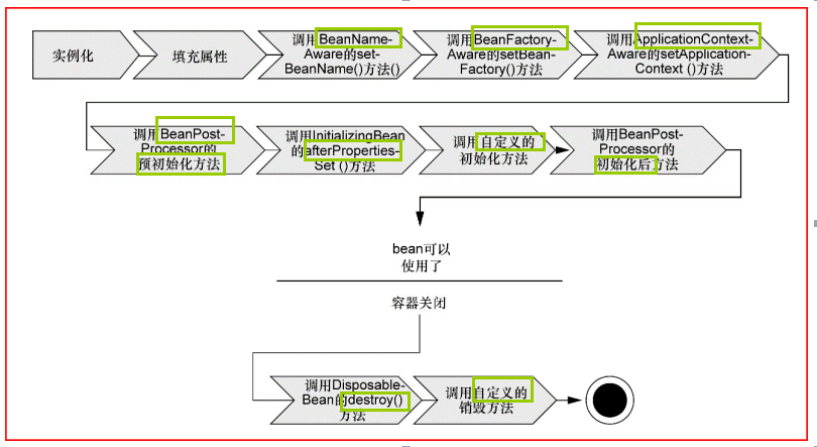 实例化
填充属性
调用BeanName-
Aware的set-
BeanName()方法()
调用BeanFactory-
Aware的setBean-
Factory()方法
调用ApplicationContext-
Aware的setApplication-
Context ()方法
调用BeanPost-
Processor的
预初始化方法
调用InitializingBean
的afterProperties-
Set ()方法
调用自定义的
初始化方法
调用BeanPost-
Processor的
初始化后方法
bean可以
使用了
容器关闭
调用Disposable-
Bean的destroy()
方法
调用自定义的
销毁方法